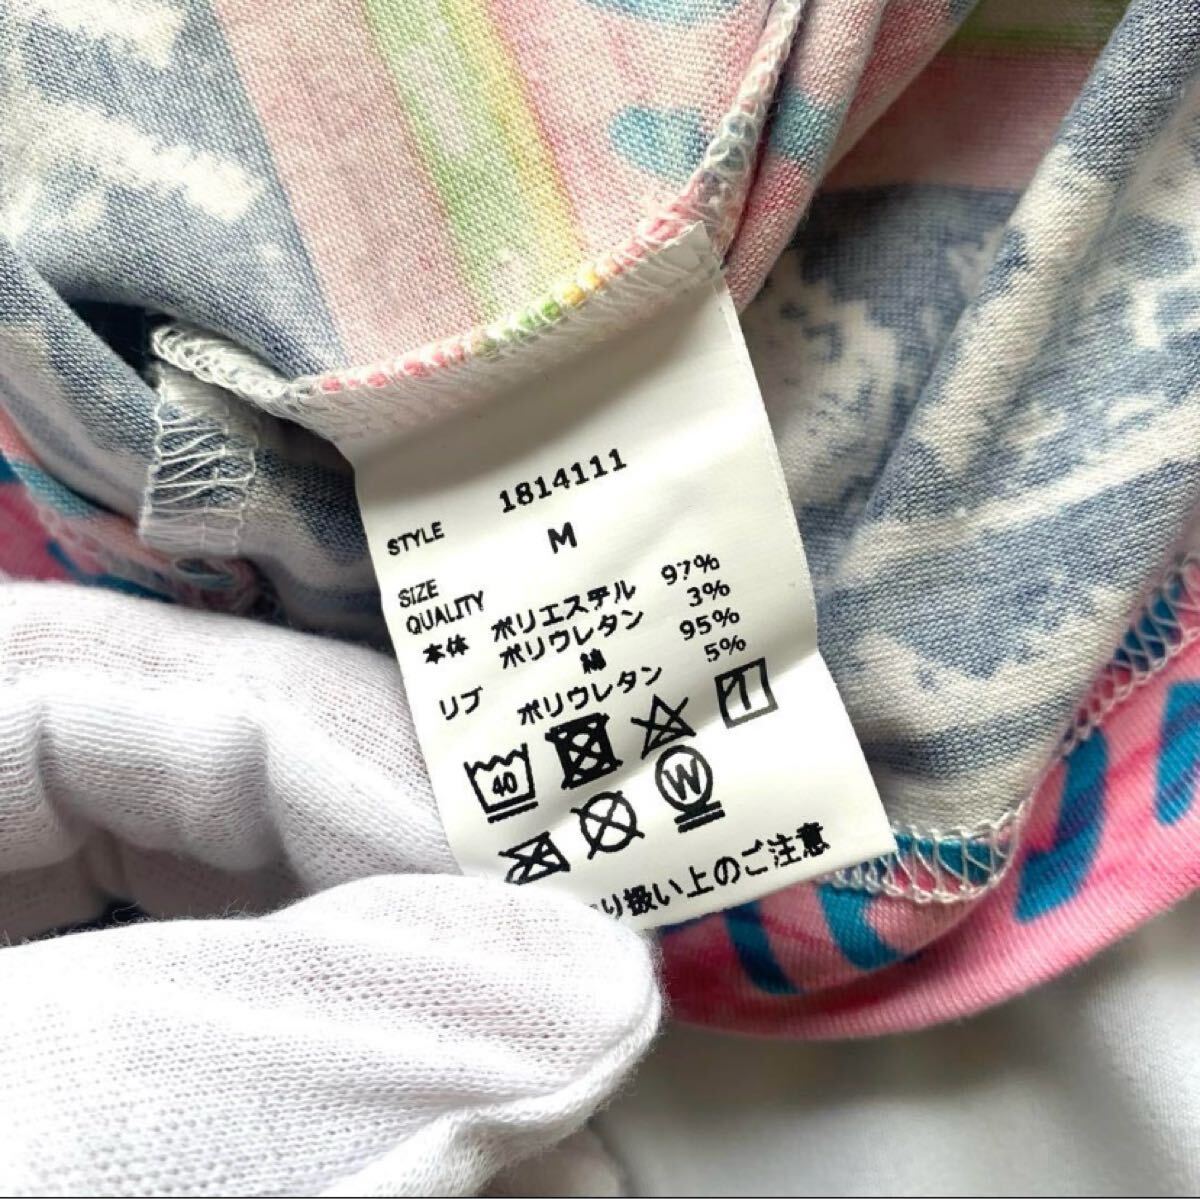 STYLE 1814111
SIZE M
QUALITY
本体 ポリエステル 97%
ポリウレタン 3%
リブ 綿 95%
ポリウレタン 5%
40
W
り扱い上のご注意